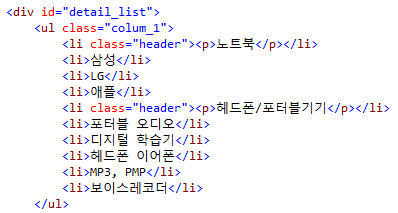 <div id="detail_list">
<ul class="colum_1">
<li class="header"><p>노트북</p></li>
<li>삼성</li>
<li>LG</li>
<li>애플</li>
<li class="header"><p>헤드폰/포터블기기</p></li>
<li>포터블 오디오</li>
<li>디지털 학습기</li>
<li>헤드폰 이어폰</li>
<li>MP3, PMP</li>
<li>보이스레코더</li>
</ul>